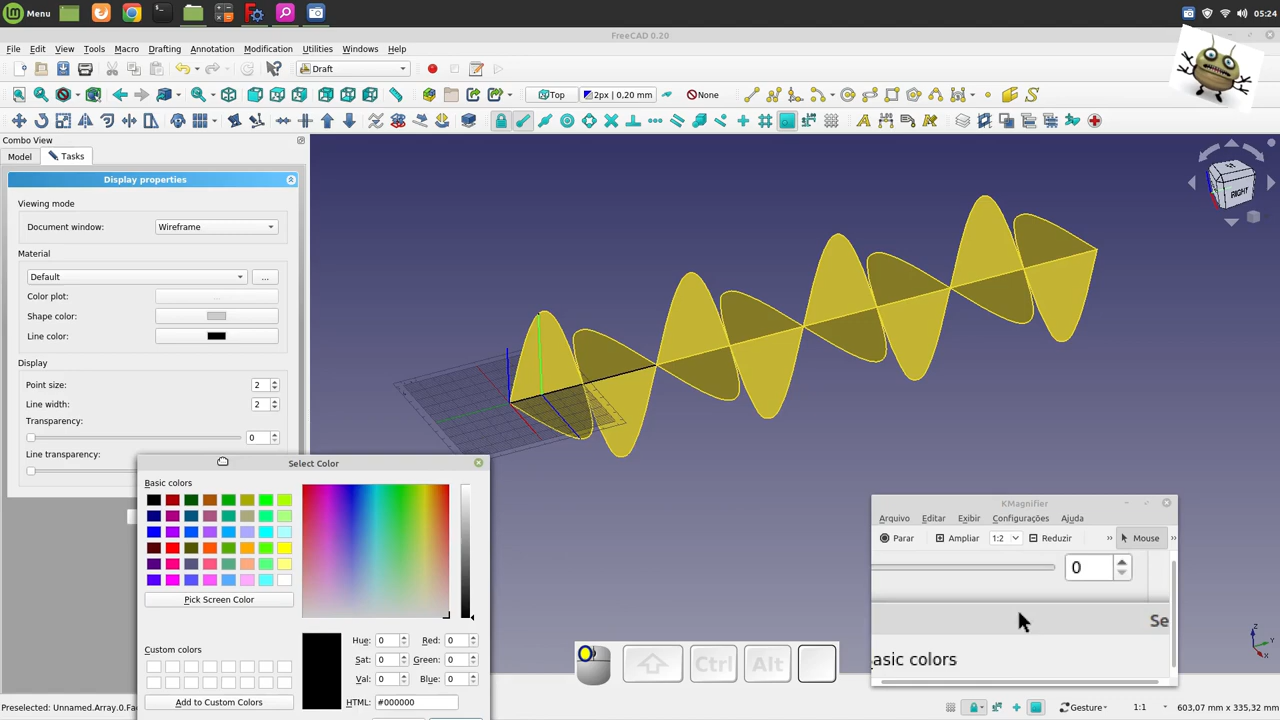 Menu
05:24
FreeCAD 0.20
File Edit View Tools Macro Drafting Annotation Modification Utilities Windows Help
Draft
Top 2px | 0,20 mm None
Combo View
Model Tasks
Display properties
Viewing mode
Document window: Wireframe
Material
Default ...
Color plot: ...
Shape color:
Line color:
Display
Point size: 2
Line width: 2
Transparency:
0
Line transparency:
Select Color
Basic colors
Pick Screen Color
Custom colors
Add to Custom Colors
Hue: 0 Red: 0
Sat: 0 Green: 0
Val: 0 Blue: 0
HTML: #000000
RIGHT
KMagnifier
Arquivo Editar Exibir Configurações Ajuda
Parar Ampliar 1:2 Reduzir >> Mouse >>
0
Se
asic colors
Ctrl Alt
Z
Preselected: Unnamed.Array.0.Fa
1:1 Gesture 603,07 mm x 335,32 mm